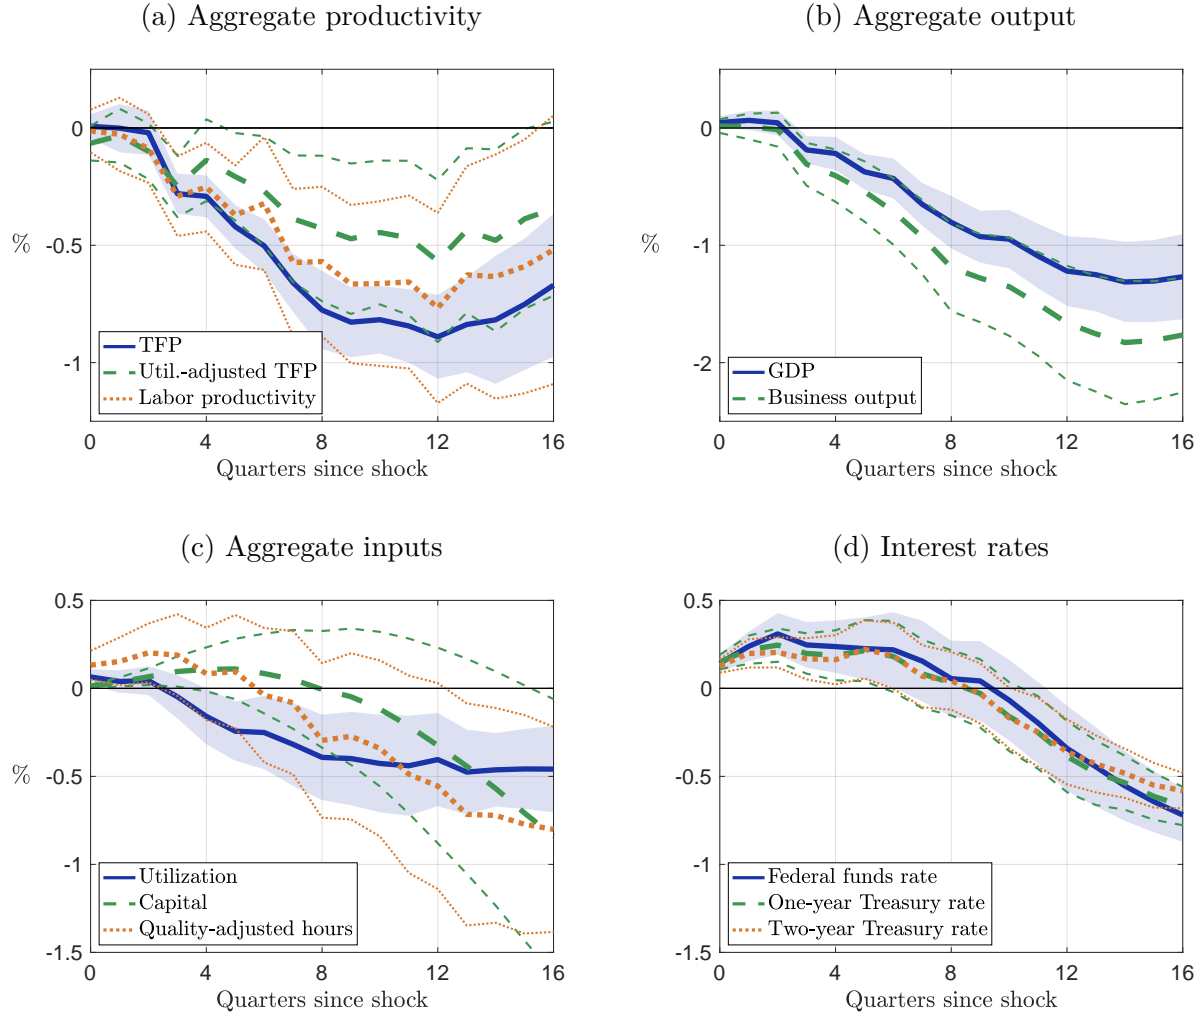 (a) Aggregate productivity
0
-0.5
-1
%
TFP
Util.-adjusted TFP
Labor productivity
0 4 8 12 16
Quarters since shock
(b) Aggregate output
0
-1
-2
%
GDP
Business output
0 4 8 12 16
Quarters since shock
(c) Aggregate inputs
0.5
0
-0.5
-1
-1.5
%
Utilization
Capital
Quality-adjusted hours
0 4 8 12 16
Quarters since shock
(d) Interest rates
0.5
0
-0.5
-1
-1.5
%
Federal funds rate
One-year Treasury rate
Two-year Treasury rate
0 4 8 12 16
Quarters since shock